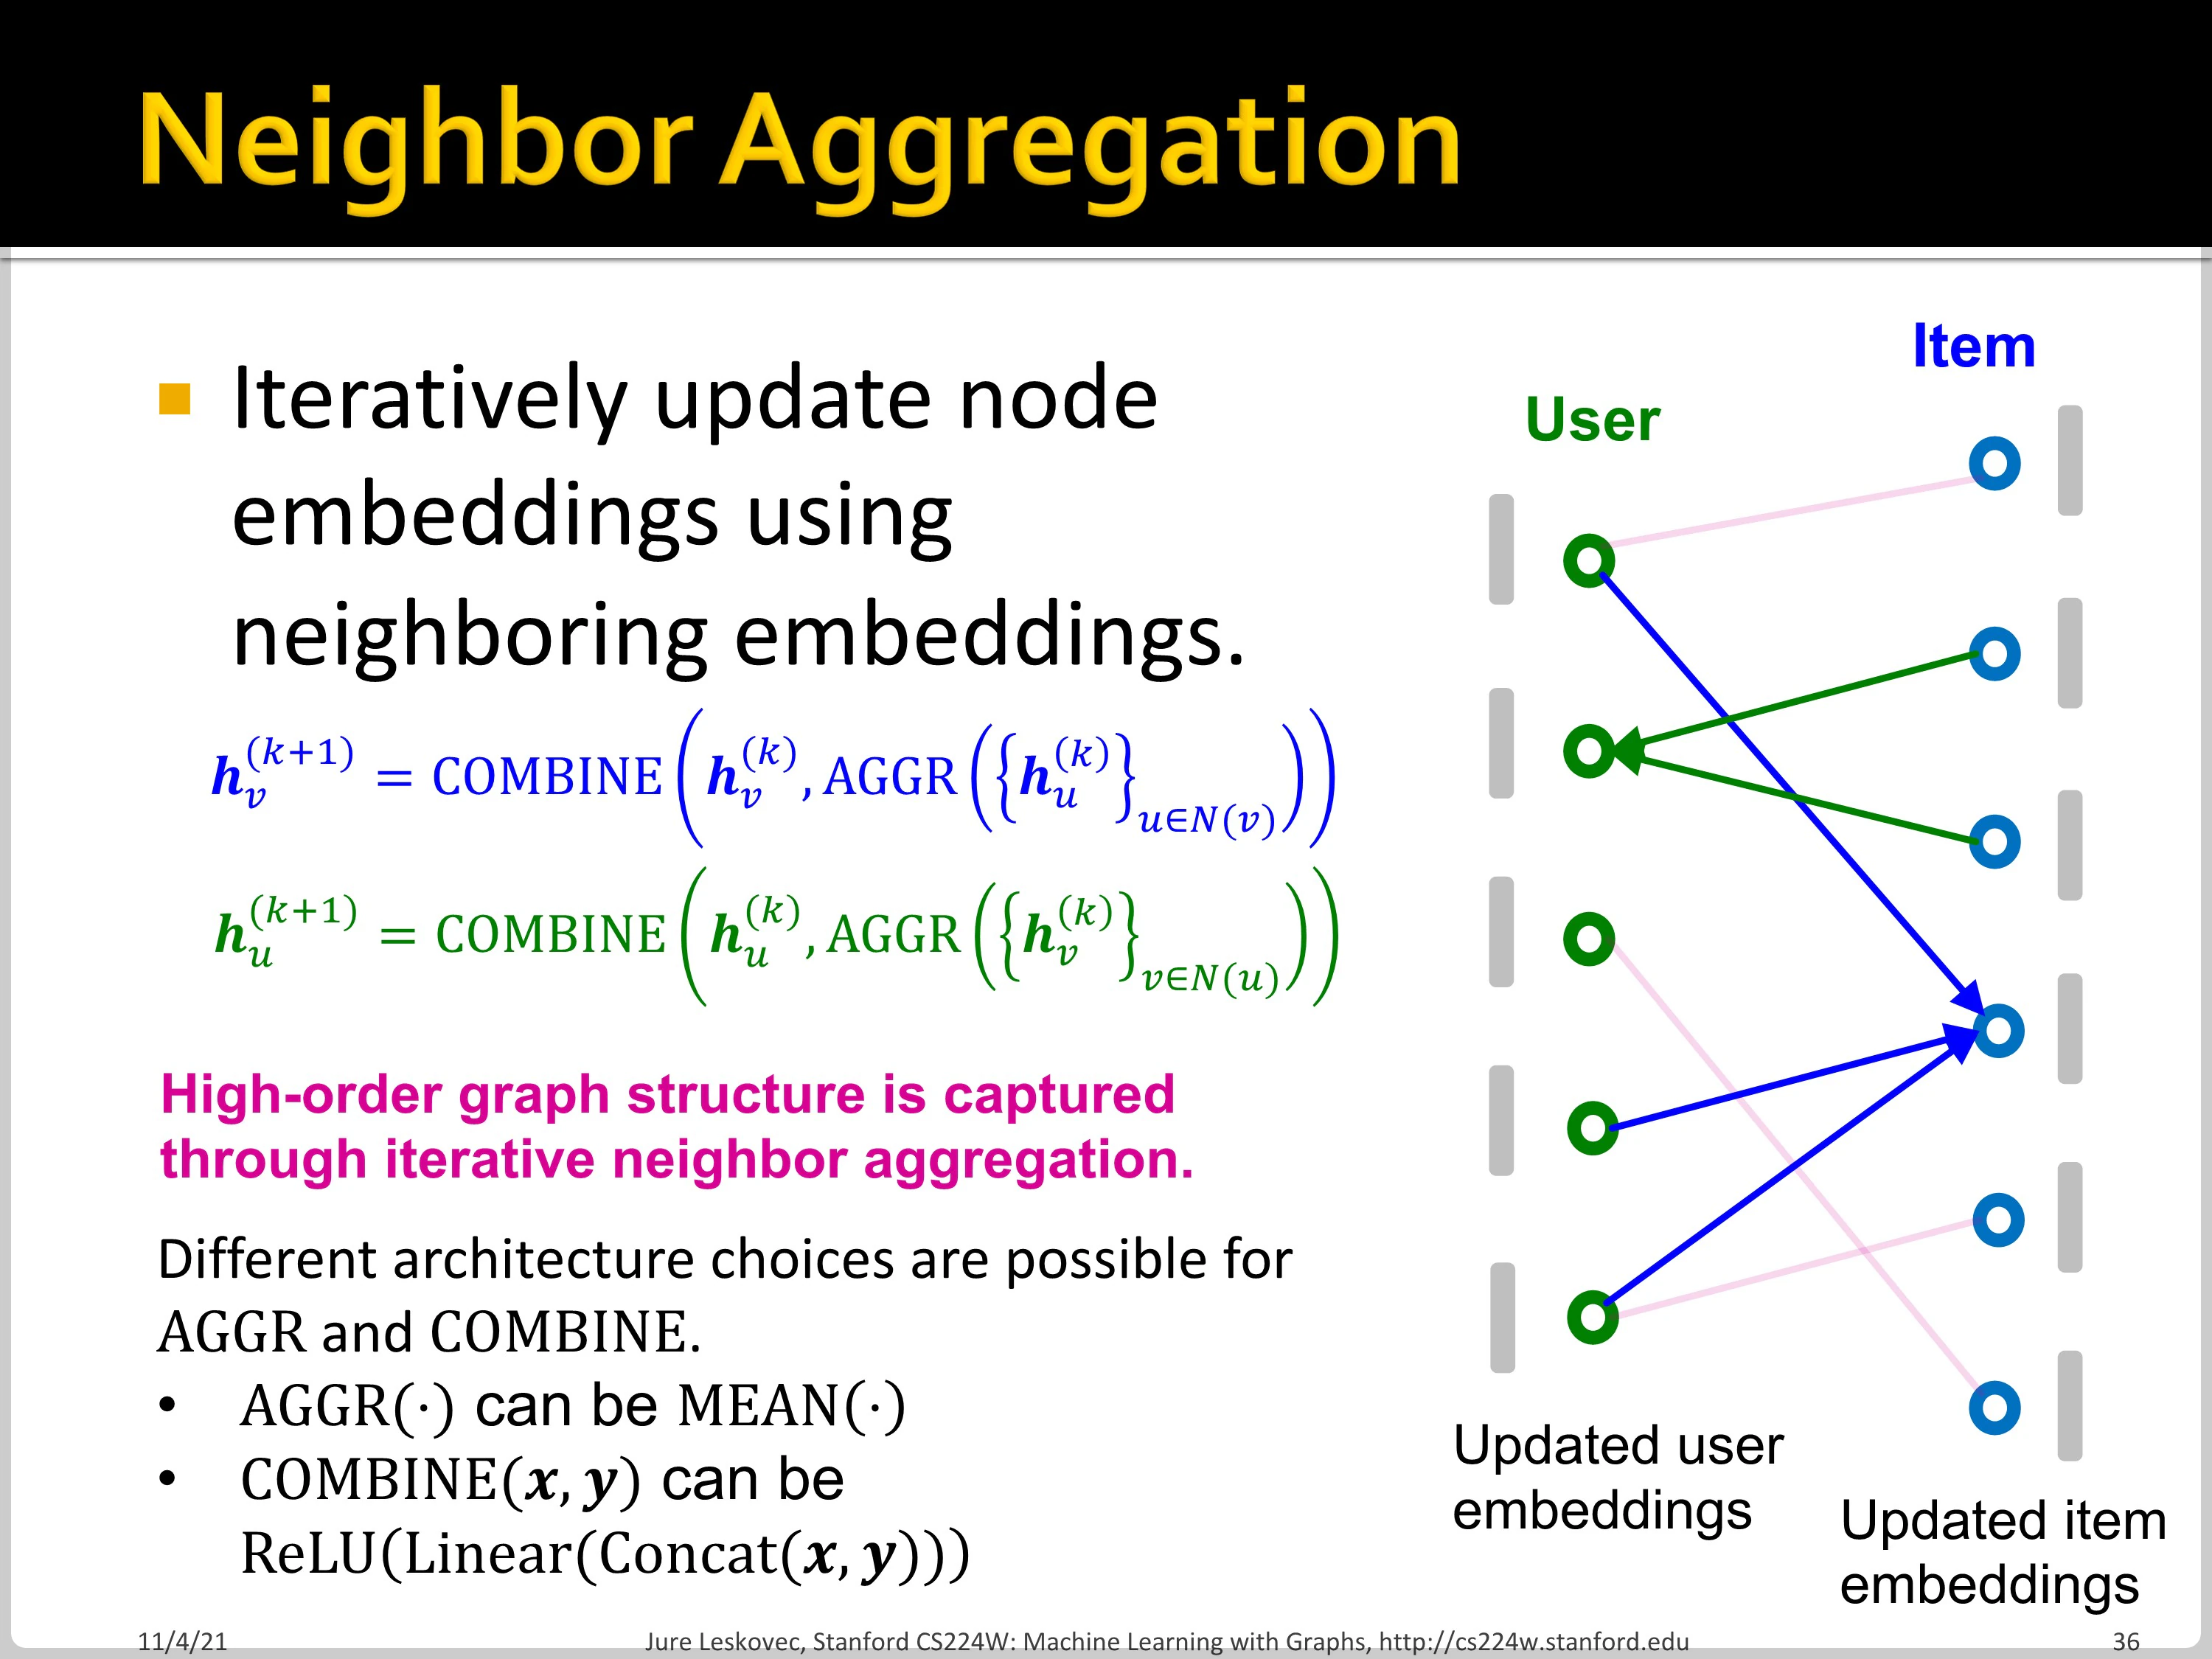 Neighbor Aggregation
Iteratively update node
embeddings using
neighboring embeddings.
𝒉_v^(k+1) = COMBINE(𝒉_v^(k), AGGR({𝒉_u^(k)}_{u∈N(v)}))
𝒉_u^(k+1) = COMBINE(𝒉_u^(k), AGGR({𝒉_v^(k)}_{v∈N(u)}))
High-order graph structure is captured
through iterative neighbor aggregation.
Different architecture choices are possible for
AGGR and COMBINE.
• AGGR(·) can be MEAN(·)
• COMBINE(𝒙, 𝒚) can be
ReLU(Linear(Concat(𝒙, 𝒚)))
Item
User
Updated user
embeddings
Updated item
embeddings
11/4/21
Jure Leskovec, Stanford CS224W: Machine Learning with Graphs, http://cs224w.stanford.edu
36